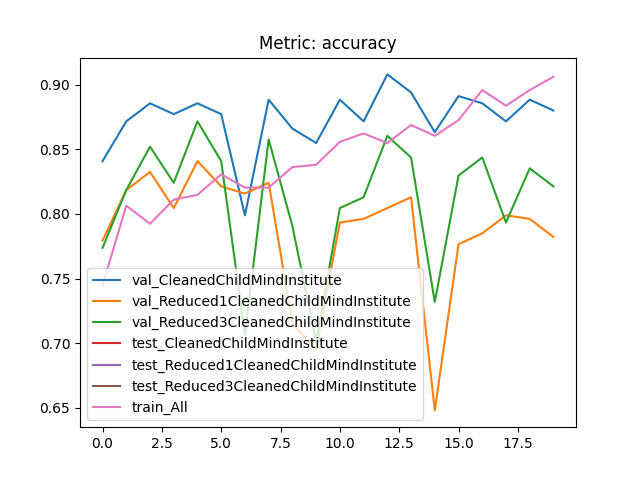 Metric: accuracy
0.90
0.85
0.80
0.75
0.70
0.65
val_CleanedChildMindInstitute
val_Reduced1CleanedChildMindInstitute
val_Reduced3CleanedChildMindInstitute
test_CleanedChildMindInstitute
test_Reduced1CleanedChildMindInstitute
test_Reduced3CleanedChildMindInstitute
train_All
0.0 2.5 5.0 7.5 10.0 12.5 15.0 17.5